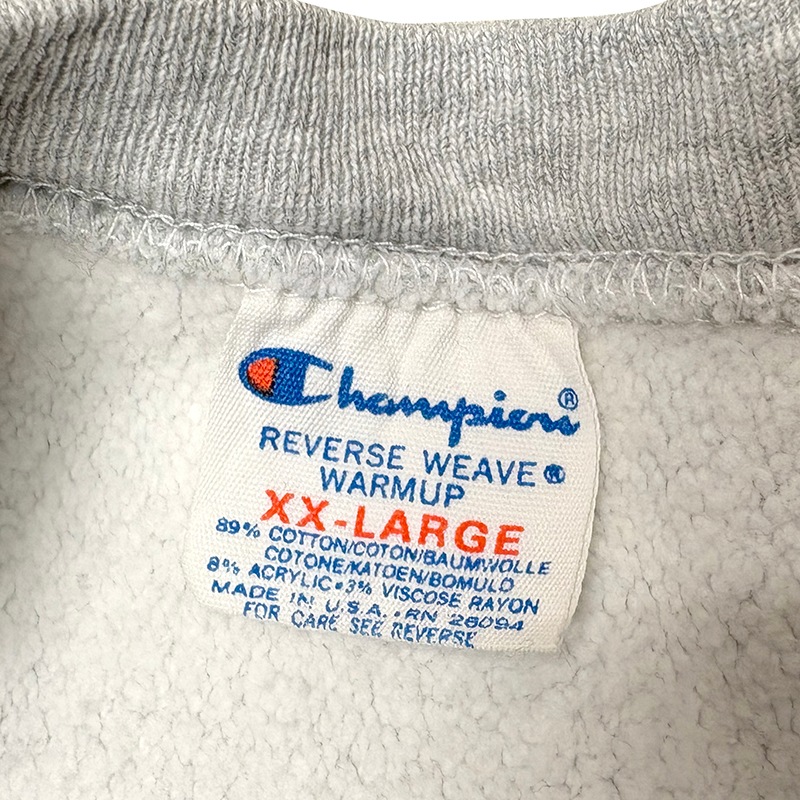 Champion®
REVERSE WEAVE®
WARMUP
XX-LARGE
89% COTTON/COTON/BAUMWOLLE
COTONE/KATOEN/BOMULD
8% ACRYLIC•3% VISCOSE RAYON
MADE IN U.S.A. •RN 26094
FOR CARE SEE REVERSE